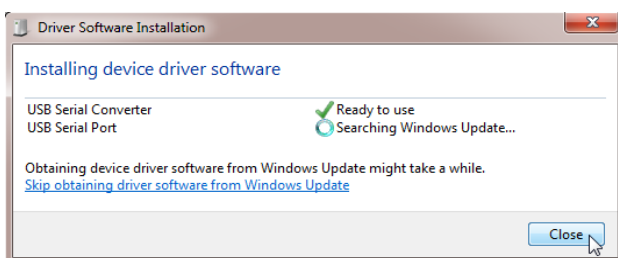 Driver Software Installation
Installing device driver software
USB Serial Converter Ready to use
USB Serial Port Searching Windows Update...
Obtaining device driver software from Windows Update might take a while.
Skip obtaining driver software from Windows Update
Close